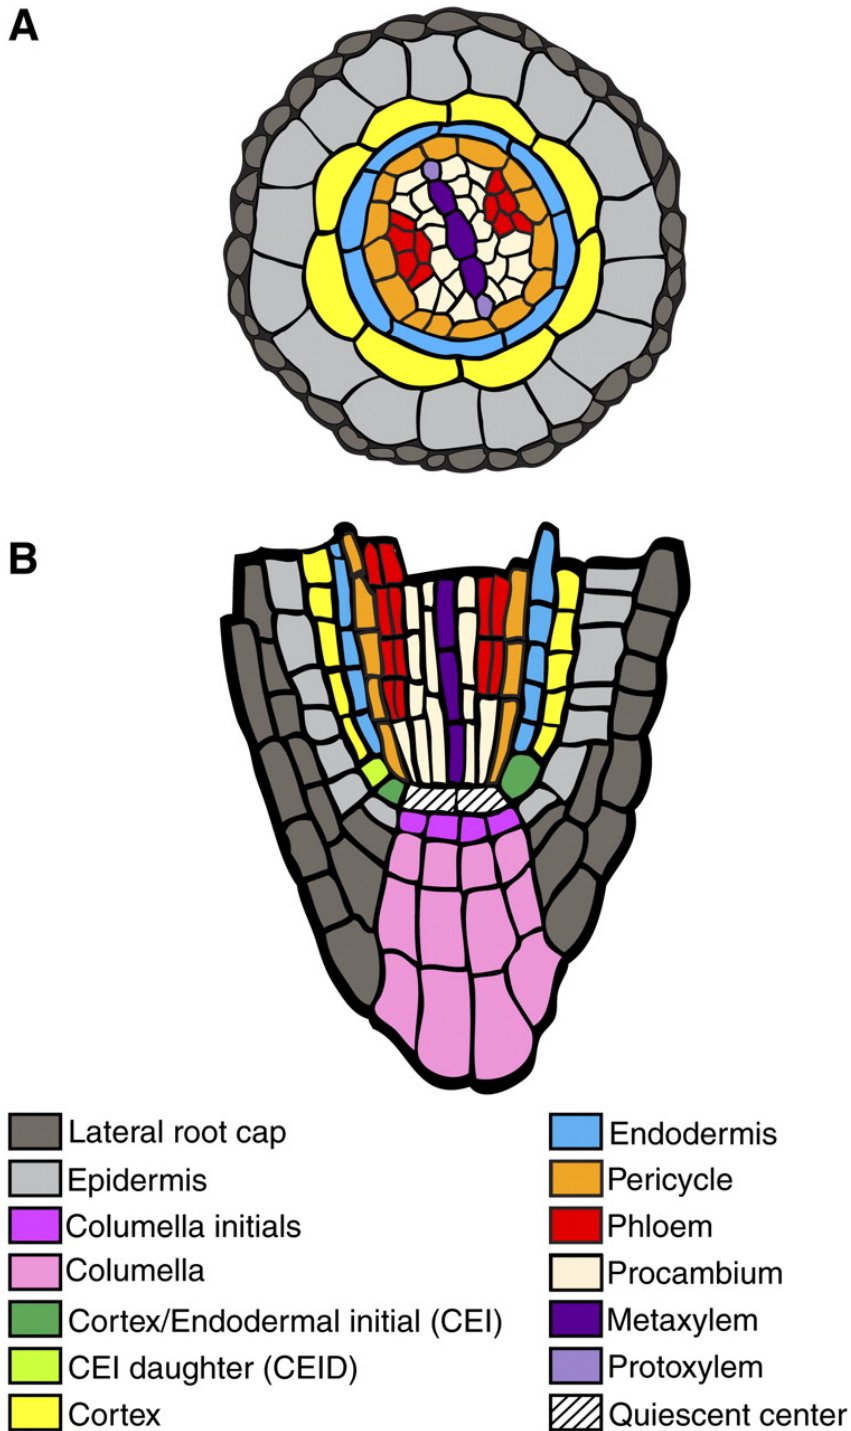 A
B
Lateral root cap
Epidermis
Columella initials
Columella
Cortex/Endodermal initial (CEI)
CEI daughter (CEID)
Cortex
Endodermis
Pericycle
Phloem
Procambium
Metaxylem
Protoxylem
Quiescent center